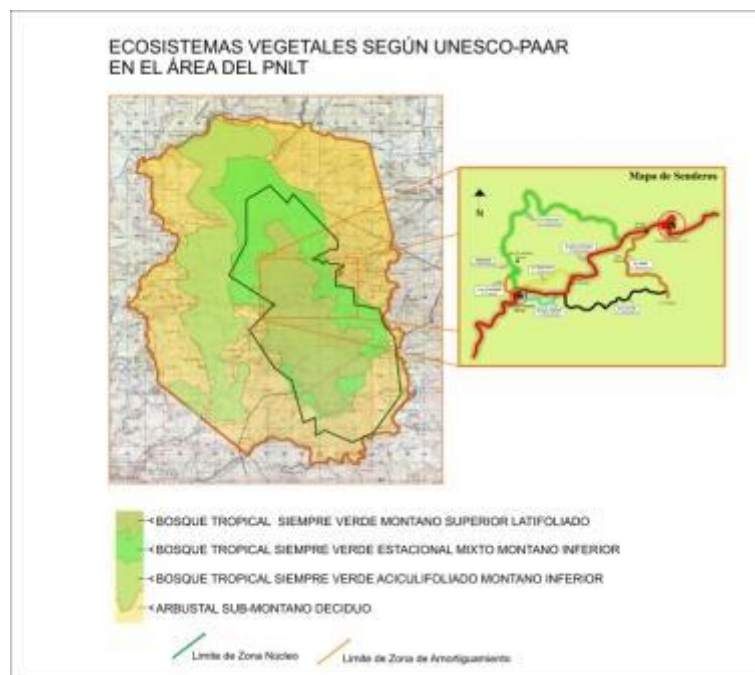 ECOSISTEMAS VEGETALES SEGÚN UNESCO-PAAR
EN EL ÁREA DEL PNLT
Mapa de Senderos
N
BOSQUE TROPICAL SIEMPRE VERDE MONTANO SUPERIOR LATIFOLIADO
BOSQUE TROPICAL SIEMPRE VERDE ESTACIONAL MIXTO MONTANO INFERIOR
BOSQUE TROPICAL SIEMPRE VERDE ACICULIFOLIADO MONTANO INFERIOR
ARBUSTAL SUB-MONTANO DECIDUO
Limite de Zona Núcleo
Limite de Zona de Amortiguamiento